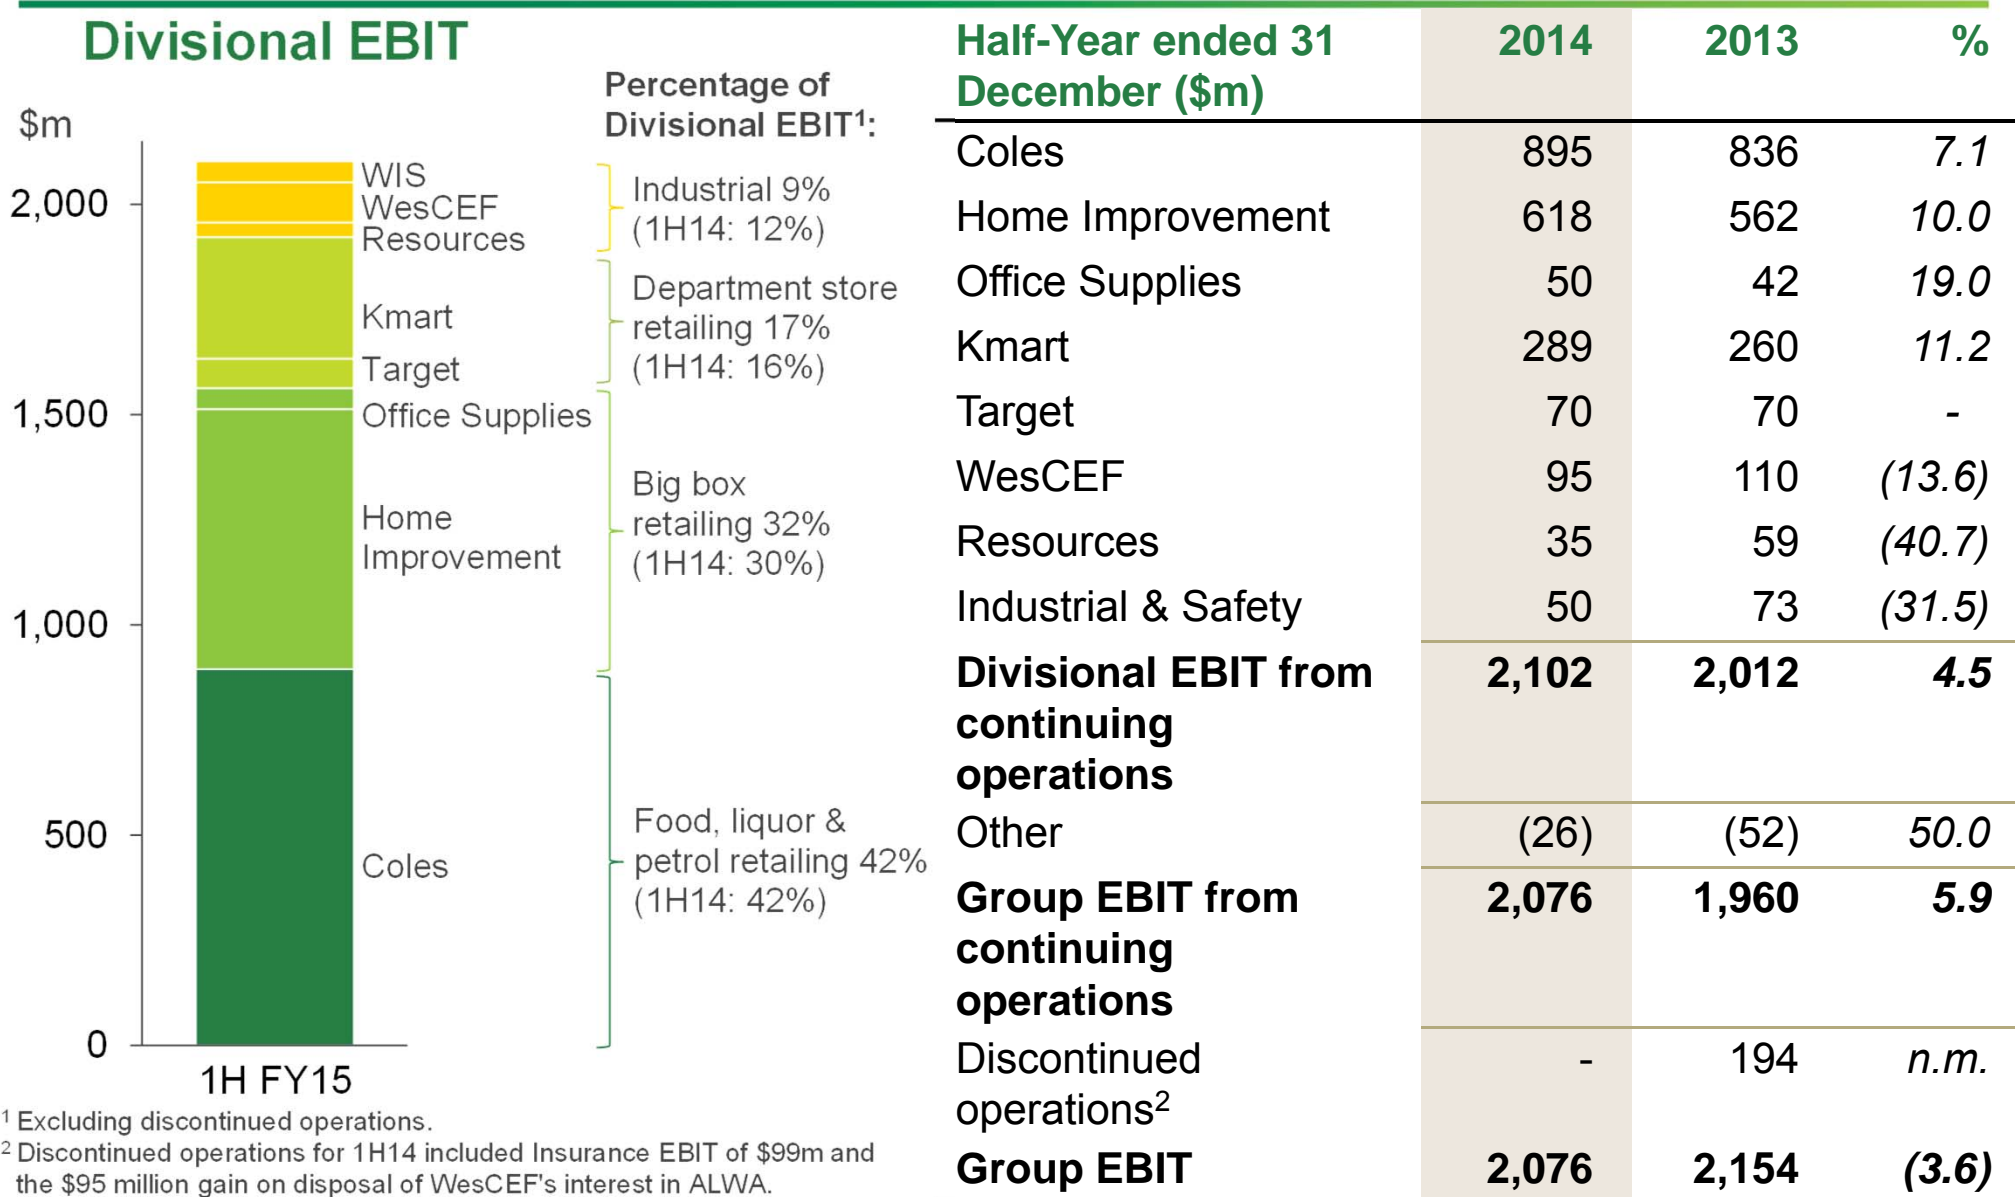 Divisional EBIT
$m
2,000
1,500
1,000
500
0
WIS
WesCEF
Resources
Kmart
Target
Office Supplies
Home
Improvement
Coles
1H FY15
Percentage of
Divisional EBIT¹:
Industrial 9%
(1H14: 12%)
Department store
retailing 17%
(1H14: 16%)
Big box
retailing 32%
(1H14: 30%)
Food, liquor &
petrol retailing 42%
(1H14: 42%)
¹ Excluding discontinued operations.
² Discontinued operations for 1H14 included Insurance EBIT of $99m and
the $95 million gain on disposal of WesCEF's interest in ALWA.
Half-Year ended 31 2014 2013 %
December ($m)
Coles 895 836 7.1
Home Improvement 618 562 10.0
Office Supplies 50 42 19.0
Kmart 289 260 11.2
Target 70 70 -
WesCEF 95 110 (13.6)
Resources 35 59 (40.7)
Industrial & Safety 50 73 (31.5)
Divisional EBIT from 2,102 2,012 4.5
continuing
operations
Other (26) (52) 50.0
Group EBIT from 2,076 1,960 5.9
continuing
operations
Discontinued - 194 n.m.
operations²
Group EBIT 2,076 2,154 (3.6)